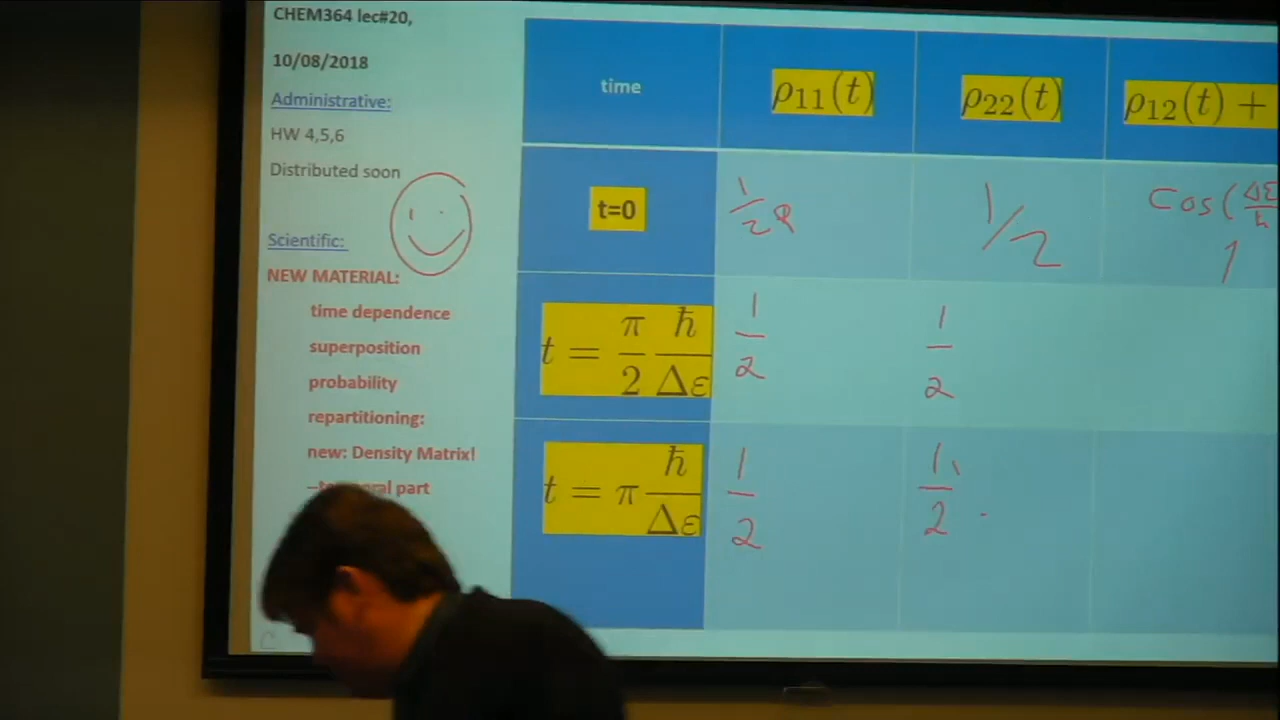 CHEM364 lec#20,
10/08/2018
Administrative:
HW 4,5,6
Distributed soon
Scientific:
NEW MATERIAL:
time dependence
superposition
probability
repartitioning:
new: Density Matrix!
part
time ρ11(t) ρ22(t) ρ12(t) +
t=0 1/2 1/2 cos(Δε/ħ
1
t = π/2 ħ/Δε 1/2 1/2
t = π ħ/Δε 1/2 1/2